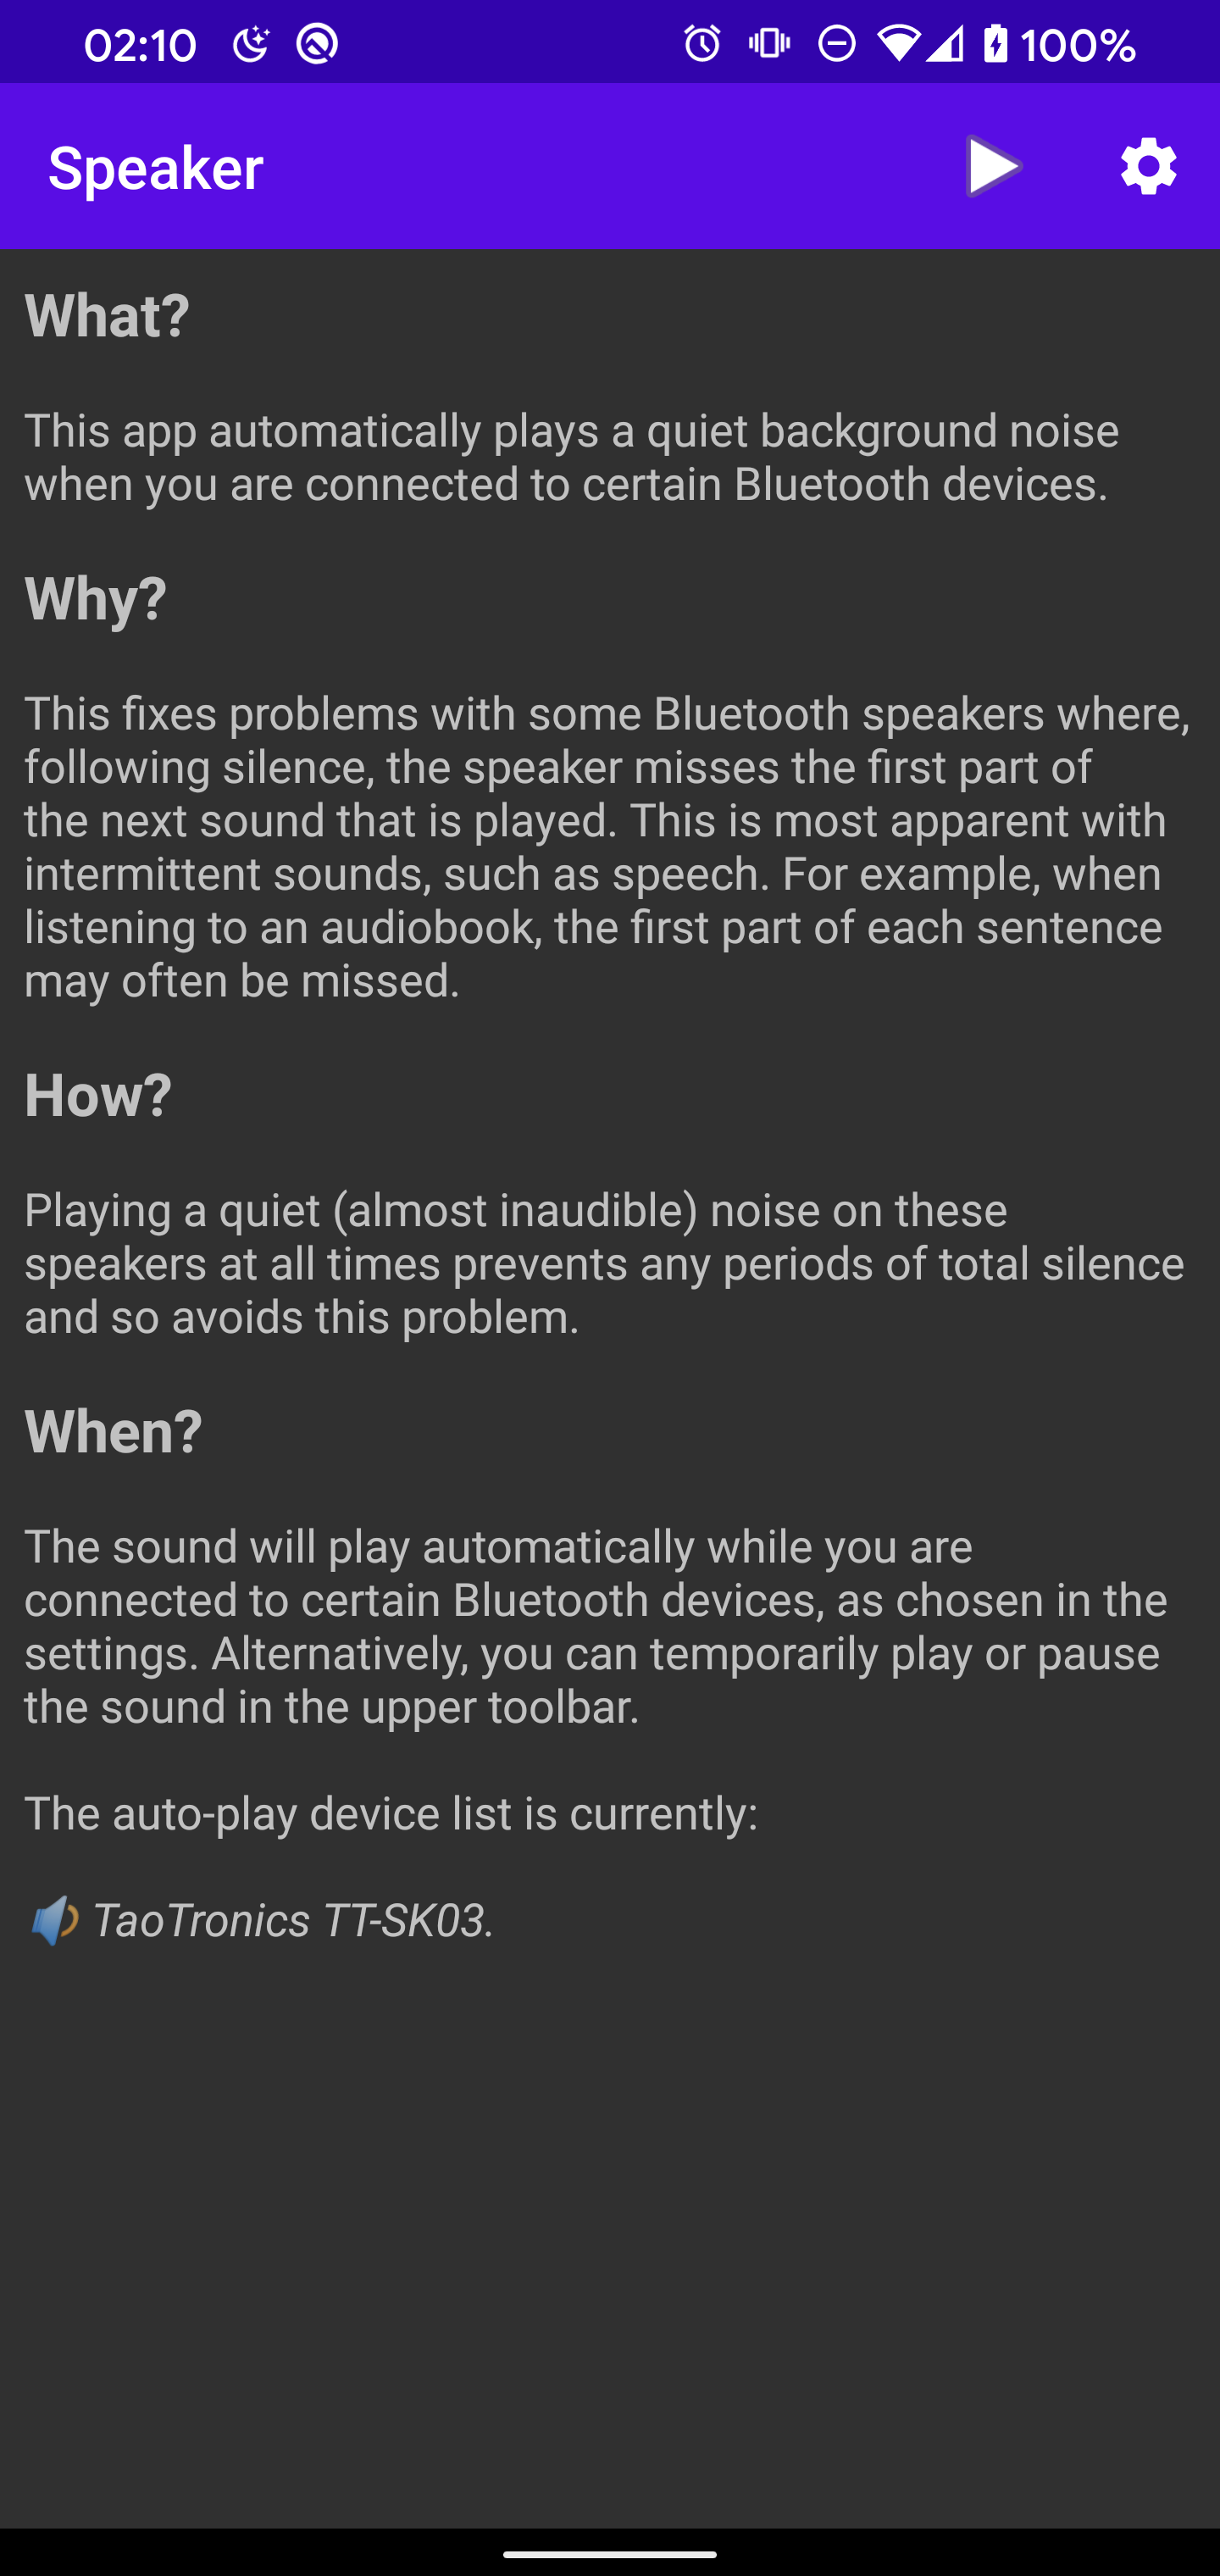 02:10
100%
Speaker
What?
This app automatically plays a quiet background noise
when you are connected to certain Bluetooth devices.
Why?
This fixes problems with some Bluetooth speakers where,
following silence, the speaker misses the first part of
the next sound that is played. This is most apparent with
intermittent sounds, such as speech. For example, when
listening to an audiobook, the first part of each sentence
may often be missed.
How?
Playing a quiet (almost inaudible) noise on these
speakers at all times prevents any periods of total silence
and so avoids this problem.
When?
The sound will play automatically while you are
connected to certain Bluetooth devices, as chosen in the
settings. Alternatively, you can temporarily play or pause
the sound in the upper toolbar.
The auto-play device list is currently:
TaoTronics TT-SK03.